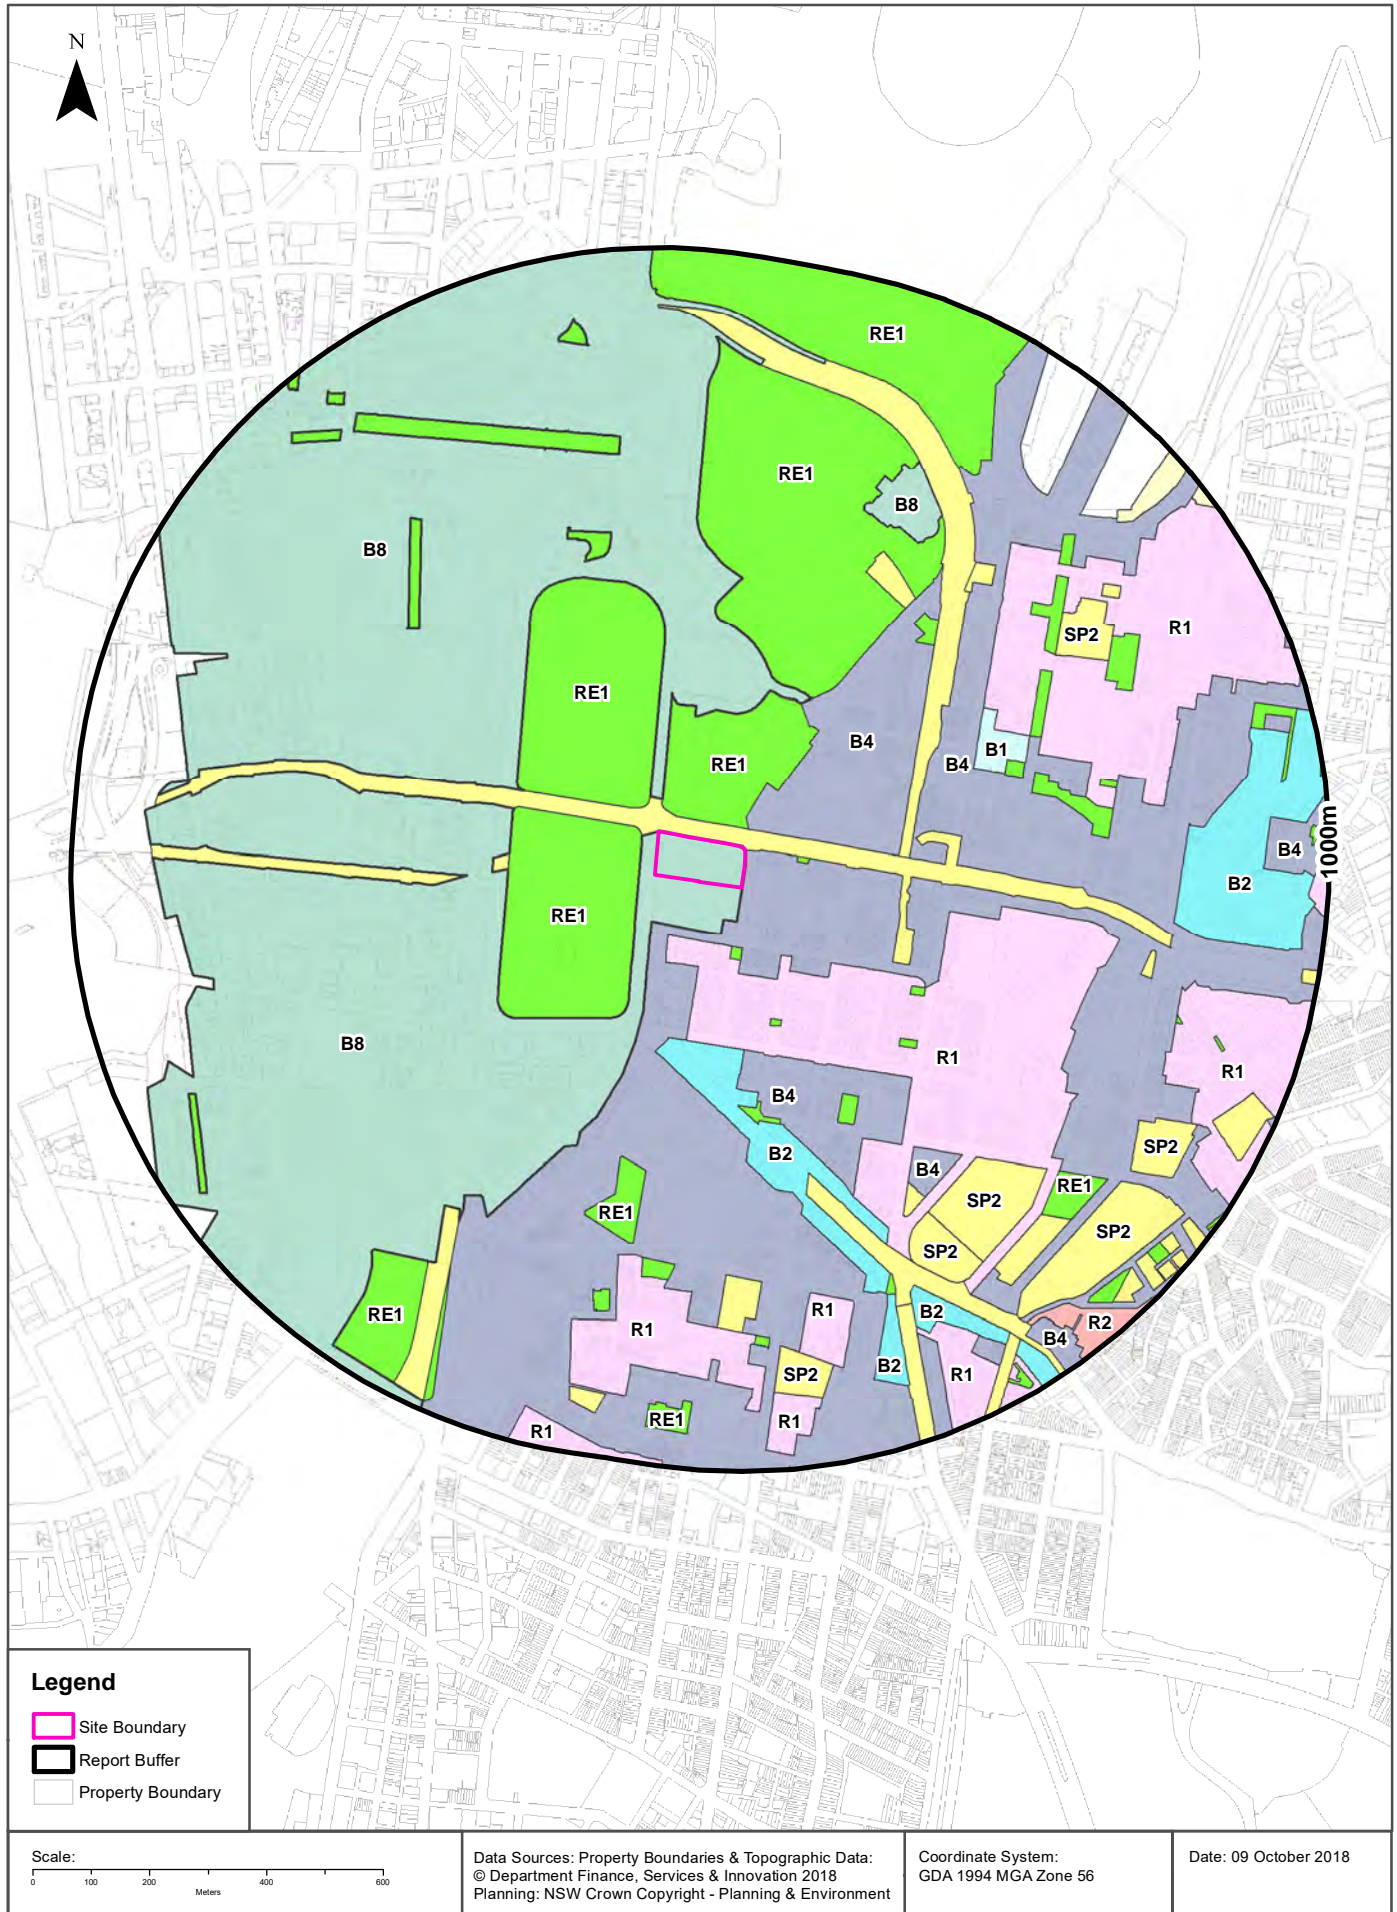 N
RE1
RE1
B8
B8
SP2
R1
RE1
B4
RE1
B1
B4
1000m
B4
B2
RE1
B8
R1
R1
B4
SP2
B2
B4
RE1
SP2
RE1
SP2
SP2
RE1
R1
R1
B2
R2
B4
B2
SP2
R1
RE1
R1
R1
Legend
Site Boundary
Report Buffer
Property Boundary
Scale:
0 100 200 400 600
Meters
Data Sources: Property Boundaries & Topographic Data:
© Department Finance, Services & Innovation 2018
Planning: NSW Crown Copyright - Planning & Environment
Coordinate System:
GDA 1994 MGA Zone 56
Date: 09 October 2018